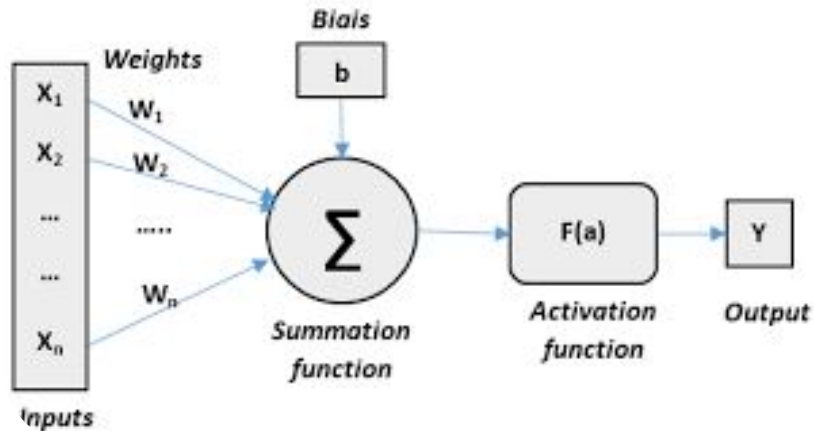 Biais
b
Weights
X₁
W₁
X₂
W₂
...
.....
...
Wₙ
Xₙ
Inputs
Σ
Summation
function
F(a)
Activation
function
Y
Output